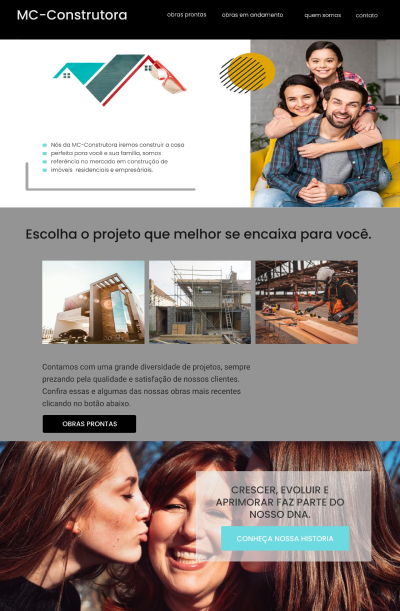 MC-Construtora
obras prontas   obras em andamento   quem somos   contato
Nós da MC-Construtora iremos construir a casa
perfeita para você e sua família, somos
referência no mercado em construção de
imóveis residenciais e empresáriais.
Escolha o projeto que melhor se encaixa para você.
Contamos com uma grande diversidade de projetos, sempre
prezando pela qualidade e satisfação de nossos clientes.
Confira essas e algumas das nossas obras mais recentes
clicando no botão abaixo.
OBRAS PRONTAS
CRESCER, EVOLUIR E
APRIMORAR FAZ PARTE DO
NOSSO DNA.
CONHEÇA NOSSA HISTORIA